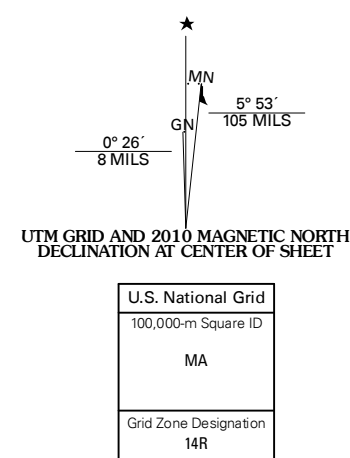 MN
GN
5° 53´
105 MILS
0° 26´
8 MILS
UTM GRID AND 2010 MAGNETIC NORTH
DECLINATION AT CENTER OF SHEET
U.S. National Grid
100,000-m Square ID
MA
Grid Zone Designation
14R